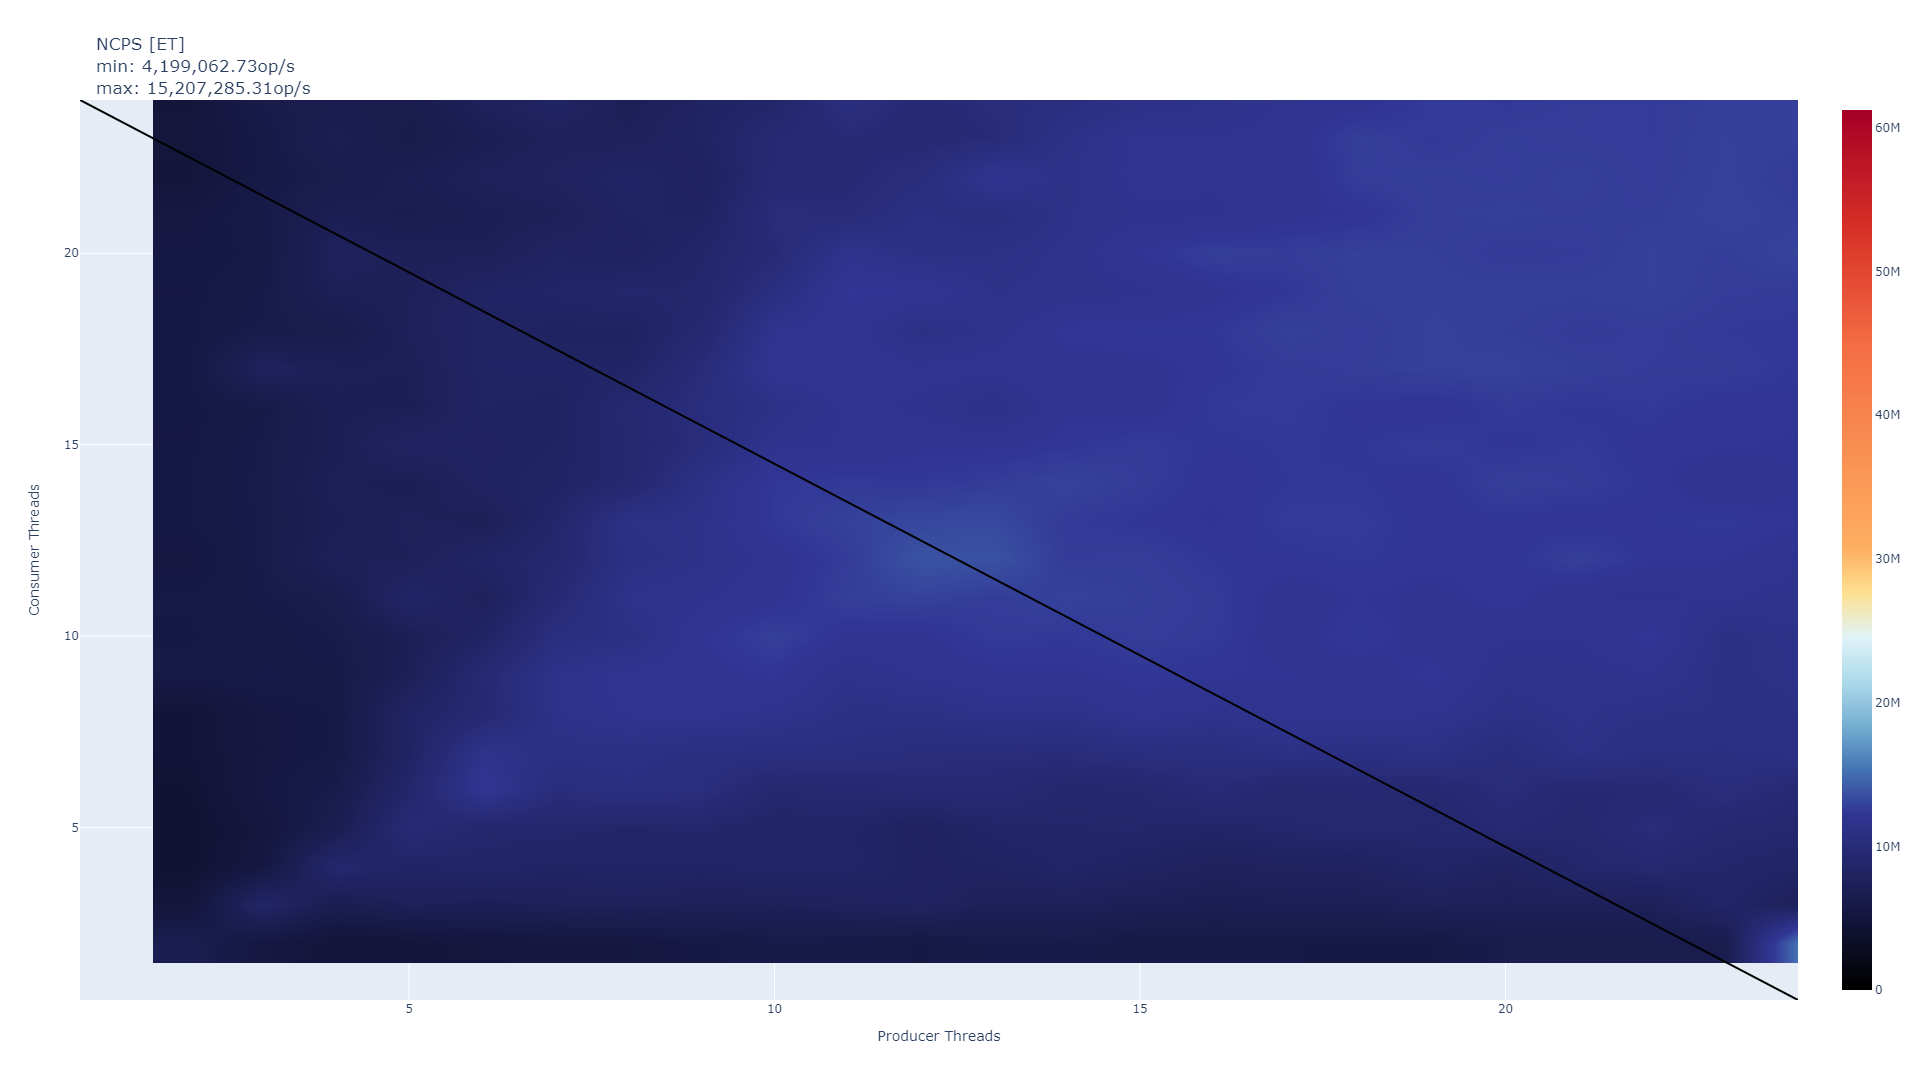 NCPS [ET]
min: 4,199,062.73op/s
max: 15,207,285.31op/s
60M
50M
40M
30M
20M
10M
0
20
15
10
5
Consumer Threads
5
10
15
20
Producer Threads